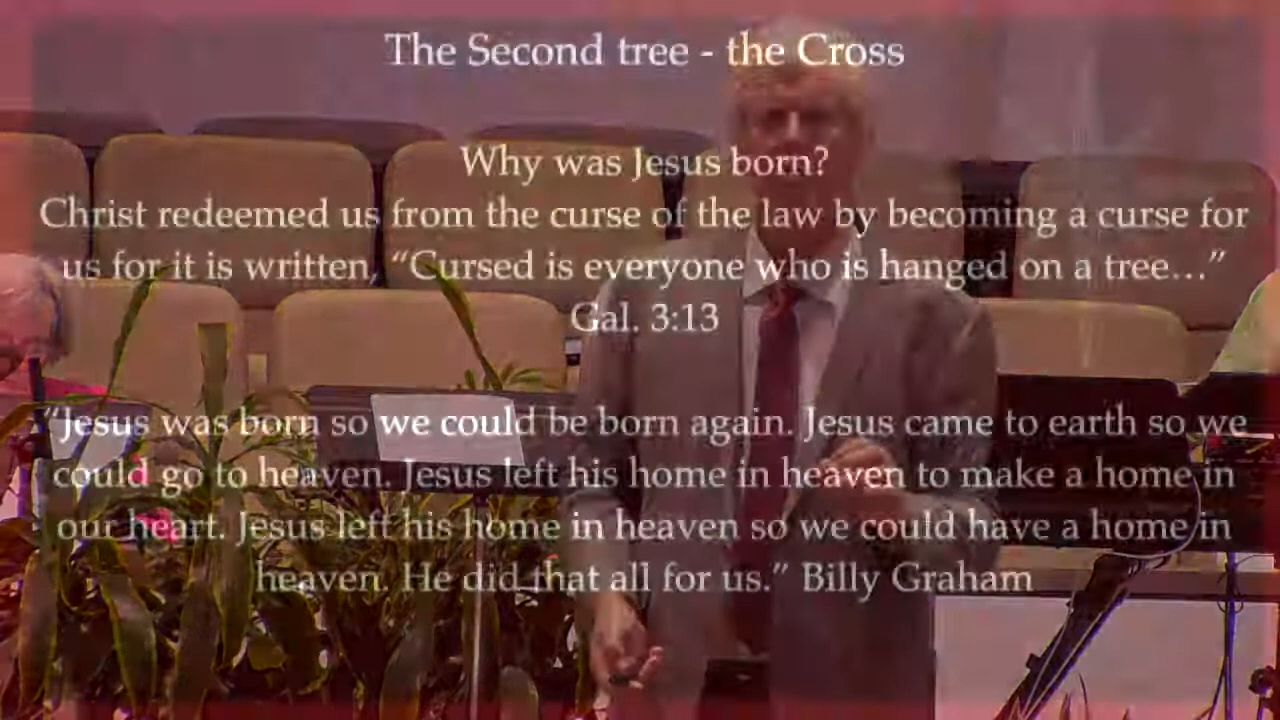 The Second tree - the Cross
Why was Jesus born?
Christ redeemed us from the curse of the law by becoming a curse for
us for it is written, “Cursed is everyone who is hanged on a tree…”
Gal. 3:13
“Jesus was born so we could be born again. Jesus came to earth so we
could go to heaven. Jesus left his home in heaven to make a home in
our heart. Jesus left his home in heaven so we could have a home in
heaven. He did that all for us.” Billy Graham